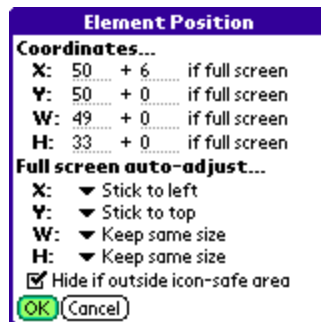 Element Position
Coordinates...
X: 50 + 6 if full screen
Y: 50 + 0 if full screen
W: 49 + 0 if full screen
H: 33 + 0 if full screen
Full screen auto-adjust...
X: Stick to left
Y: Stick to top
W: Keep same size
H: Keep same size
Hide if outside icon-safe area
OK Cancel